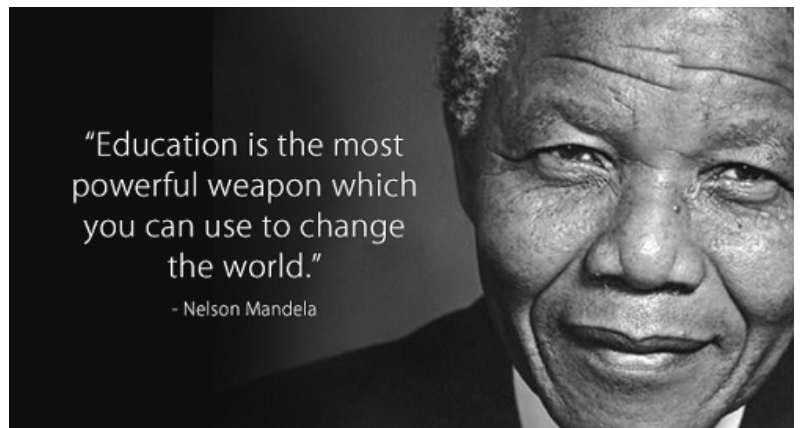 “Education is the most
powerful weapon which
you can use to change
the world.”
- Nelson Mandela